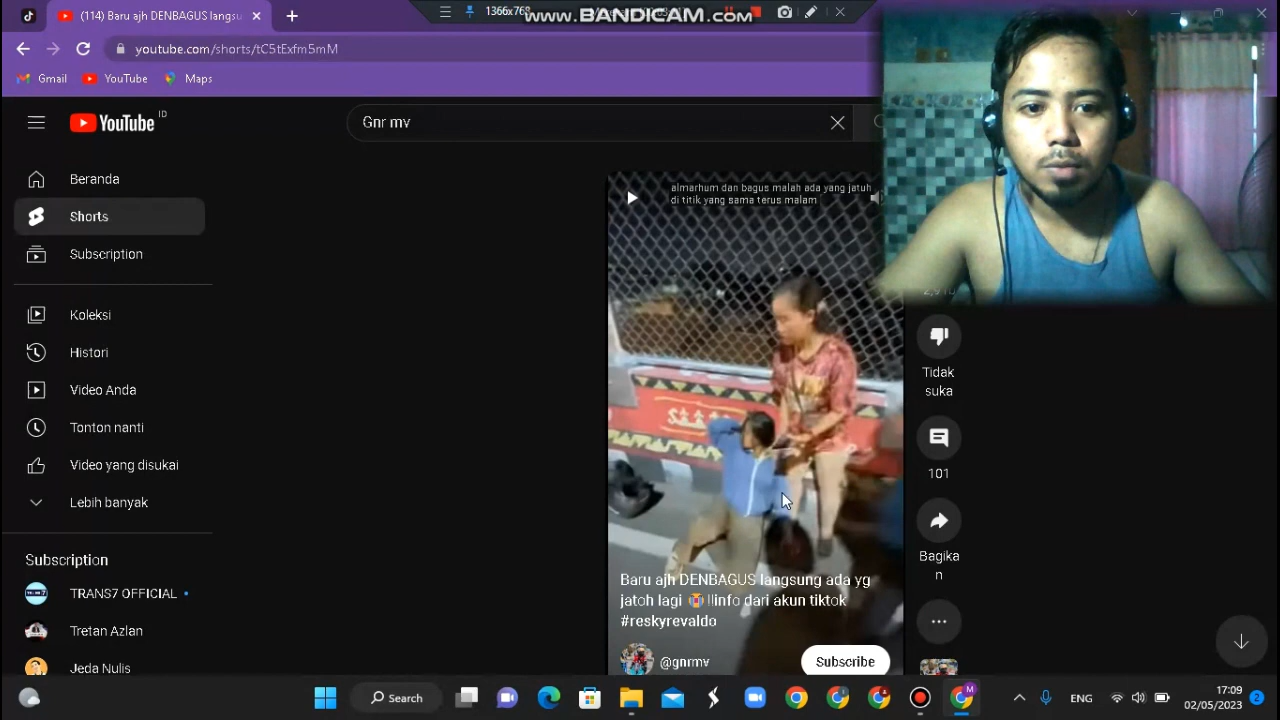 (114) Baru ajh DENBAGUS langsu
1366x768
www.BANDICAM.com
youtube.com/shorts/tC5tExfm5mM
Gmail
YouTube
Maps
YouTube
ID
Gnr mv
Beranda
Shorts
Subscription
Koleksi
Histori
Video Anda
Tonton nanti
Video yang disukai
Lebih banyak
Subscription
TRANS7 OFFICIAL
Tretan Azlan
Jeda Nulis
almarhum dan bagus malah ada yang jatuh
di titik yang sama terus malam
Baru ajh DENBAGUS langsung ada yg
jatoh lagi 😭!!info dari akun tiktok
#reskyrevaldo
@gnrmv
Subscribe
Tidak
suka
101
Bagika
n
Search
ENG
17:09
02/05/2023
2
M